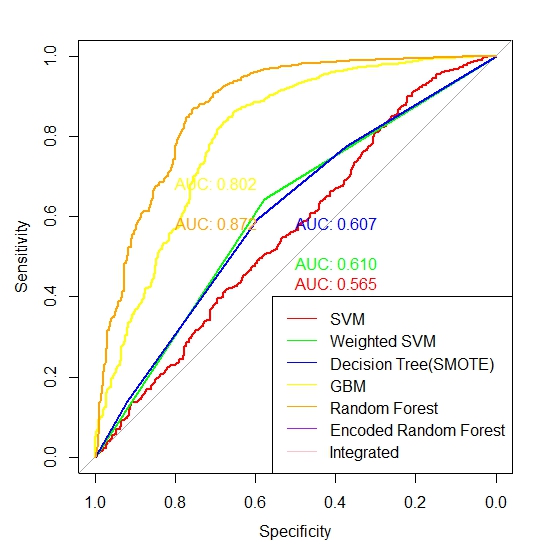 1.0
0.8
0.6
0.4
0.2
0.0
Sensitivity
AUC: 0.802
AUC: 0.607
AUC: 0.610
AUC: 0.565
SVM
Weighted SVM
Decision Tree(SMOTE)
GBM
Random Forest
Encoded Random Forest
Integrated
1.0 0.8 0.6 0.4 0.2 0.0
Specificity